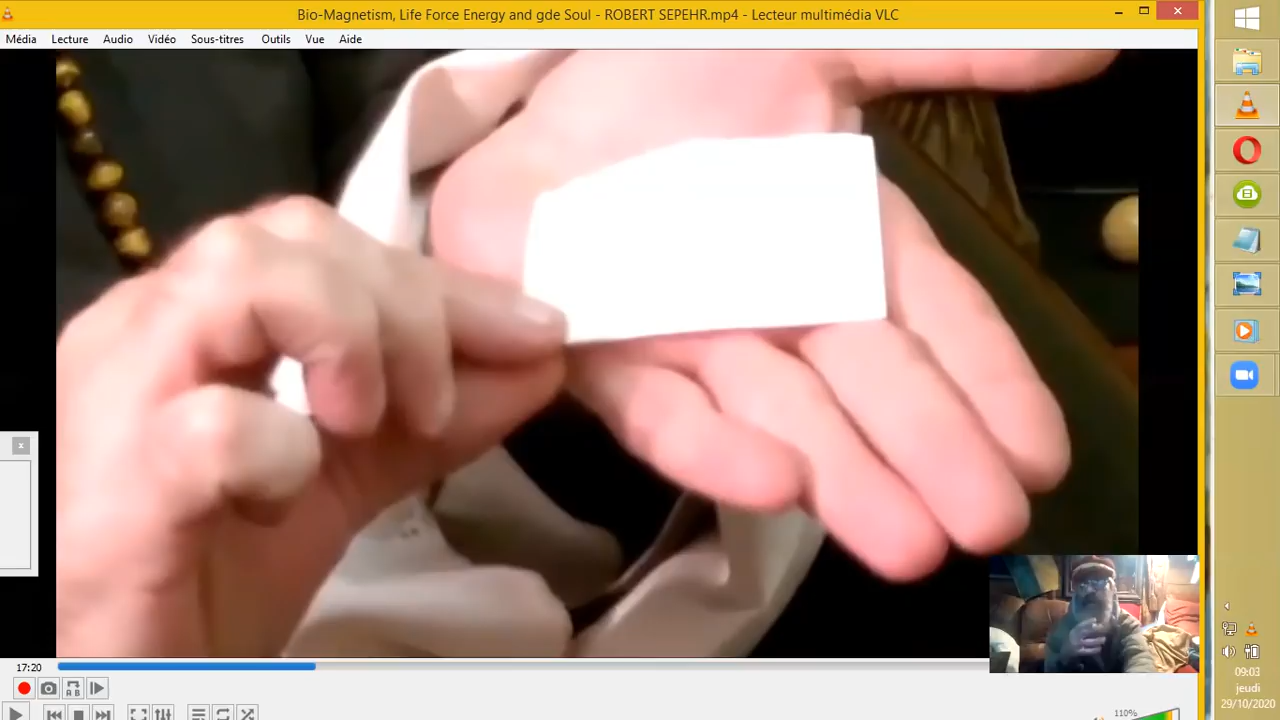 Bio-Magnetism, Life Force Energy and gde Soul - ROBERT SEPEHR.mp4 - Lecteur multimédia VLC
Média Lecture Audio Vidéo Sous-titres Outils Vue Aide
17:20
110%
09:03
jeudi
29/10/2020